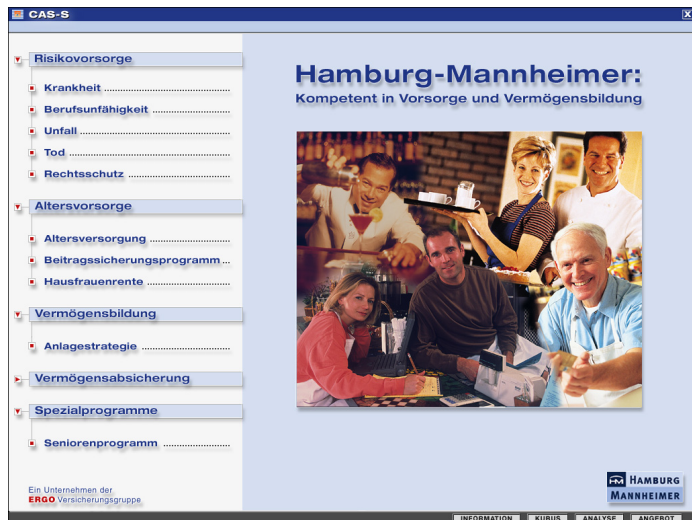 CAS-S
Risikovorsorge
Krankheit
Berufsunfähigkeit
Unfall
Tod
Rechtsschutz
Altersvorsorge
Altersversorgung
Beitragssicherungsprogramm
Hausfrauenrente
Vermögensbildung
Anlagestrategie
Vermögensabsicherung
Spezialprogramme
Seniorenprogramm
Ein Unternehmen der
ERGO Versicherungsgruppe
Hamburg-Mannheimer:
Kompetent in Vorsorge und Vermögensbildung
HM HAMBURG
MANNHEIMER
INFORMATION KUBUS ANALYSE ANGEBOT